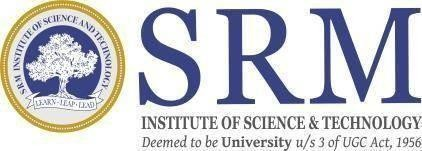 SRM INSTITUTE OF SCIENCE AND TECHNOLOGY
LEARN · LEAP · LEAD
SRM
INSTITUTE OF SCIENCE & TECHNOLOGY
Deemed to be University u/s 3 of UGC Act, 1956